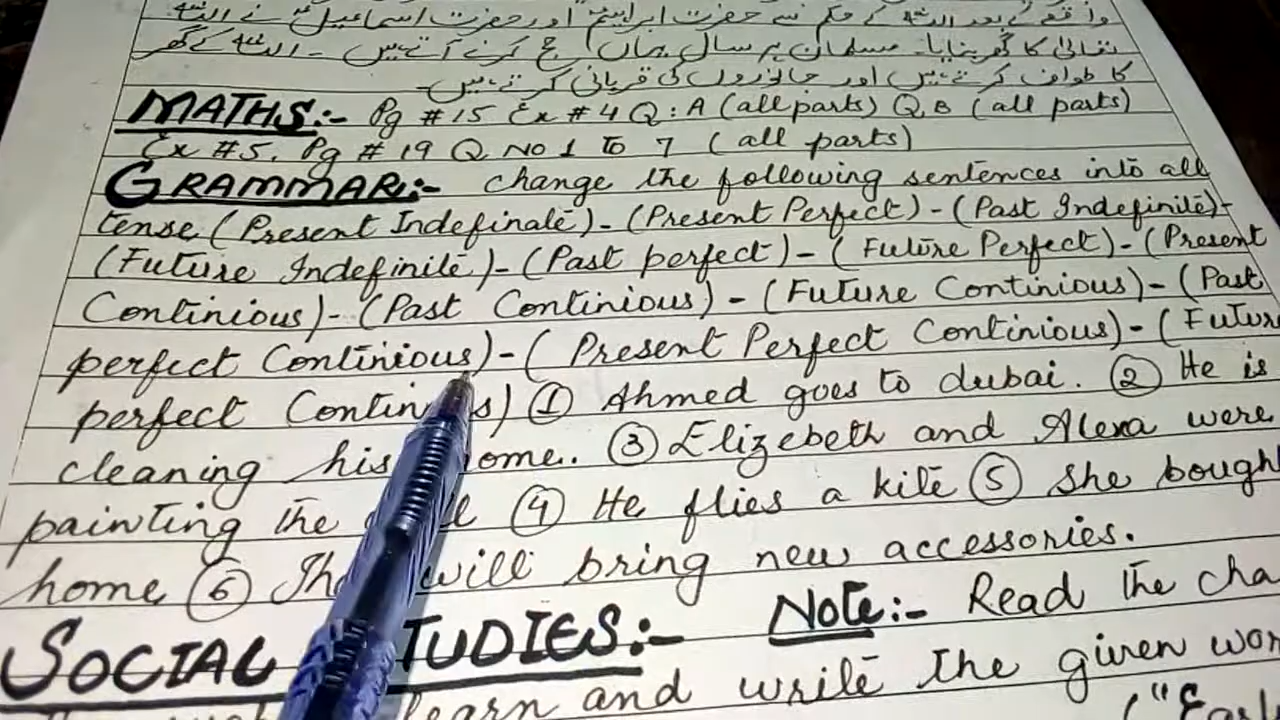 واقعے کے بعد اللہ کے حکم سے حضرت ابراہیمؑ اور حضرت اسماعیلؑ نے اللہ
تعالیٰ کا گھر بنایا۔ مسلمان ہر سال یہاں حج کرنے آتے ہیں ۔ اللہ کے گھر
کا طواف کرتے ہیں اور جانوروں کی قربانی کرتے ہیں۔
MATHS:- Pg #15 Ex #4 Q:A (all parts) Q,B (all parts)
Ex #5. Pg # 19 Q No 1 To 7 (all parts)
GRAMMAR:- change the following sentences into all
tense (Present Indefinate) - (Present Perfect) - (Past Indefinite) -
(Future Indefinite) - (Past perfect) - (Future Perfect) - (Present
Continious) - (Past Continious) - (Future Continious) - (Past
perfect Continious) - (Present Perfect Continious) - (Futur
perfect Contin s) ① Ahmed goes to dubai. ② He is
cleaning his ome. ③ Elizebeth and Alexa were
painting the ④ He flies a kite ⑤ She bough
home ⑥ Th will bring new accessories.
SOCIAL TUDIES:- Note:- Read the cha
learn and write the given wor
("Earl